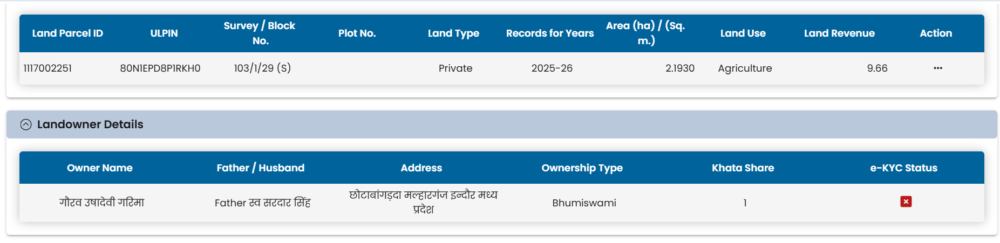 Land Parcel ID ULPIN Survey / Block No. Plot No. Land Type Records for Years Area (ha) / (Sq. m.) Land Use Land Revenue Action
1117002251 80N1EPD8P1RKH0 103/1/29 (S) Private 2025-26 2.1930 Agriculture 9.66 •••
Landowner Details
Owner Name Father / Husband Address Ownership Type Khata Share e-KYC Status
गौरव उषादेवी गरिमा Father स्व सरदार सिंह छोटाबांगड़दा मल्हारगंज इन्दौर मध्य प्रदेश Bhumiswami 1